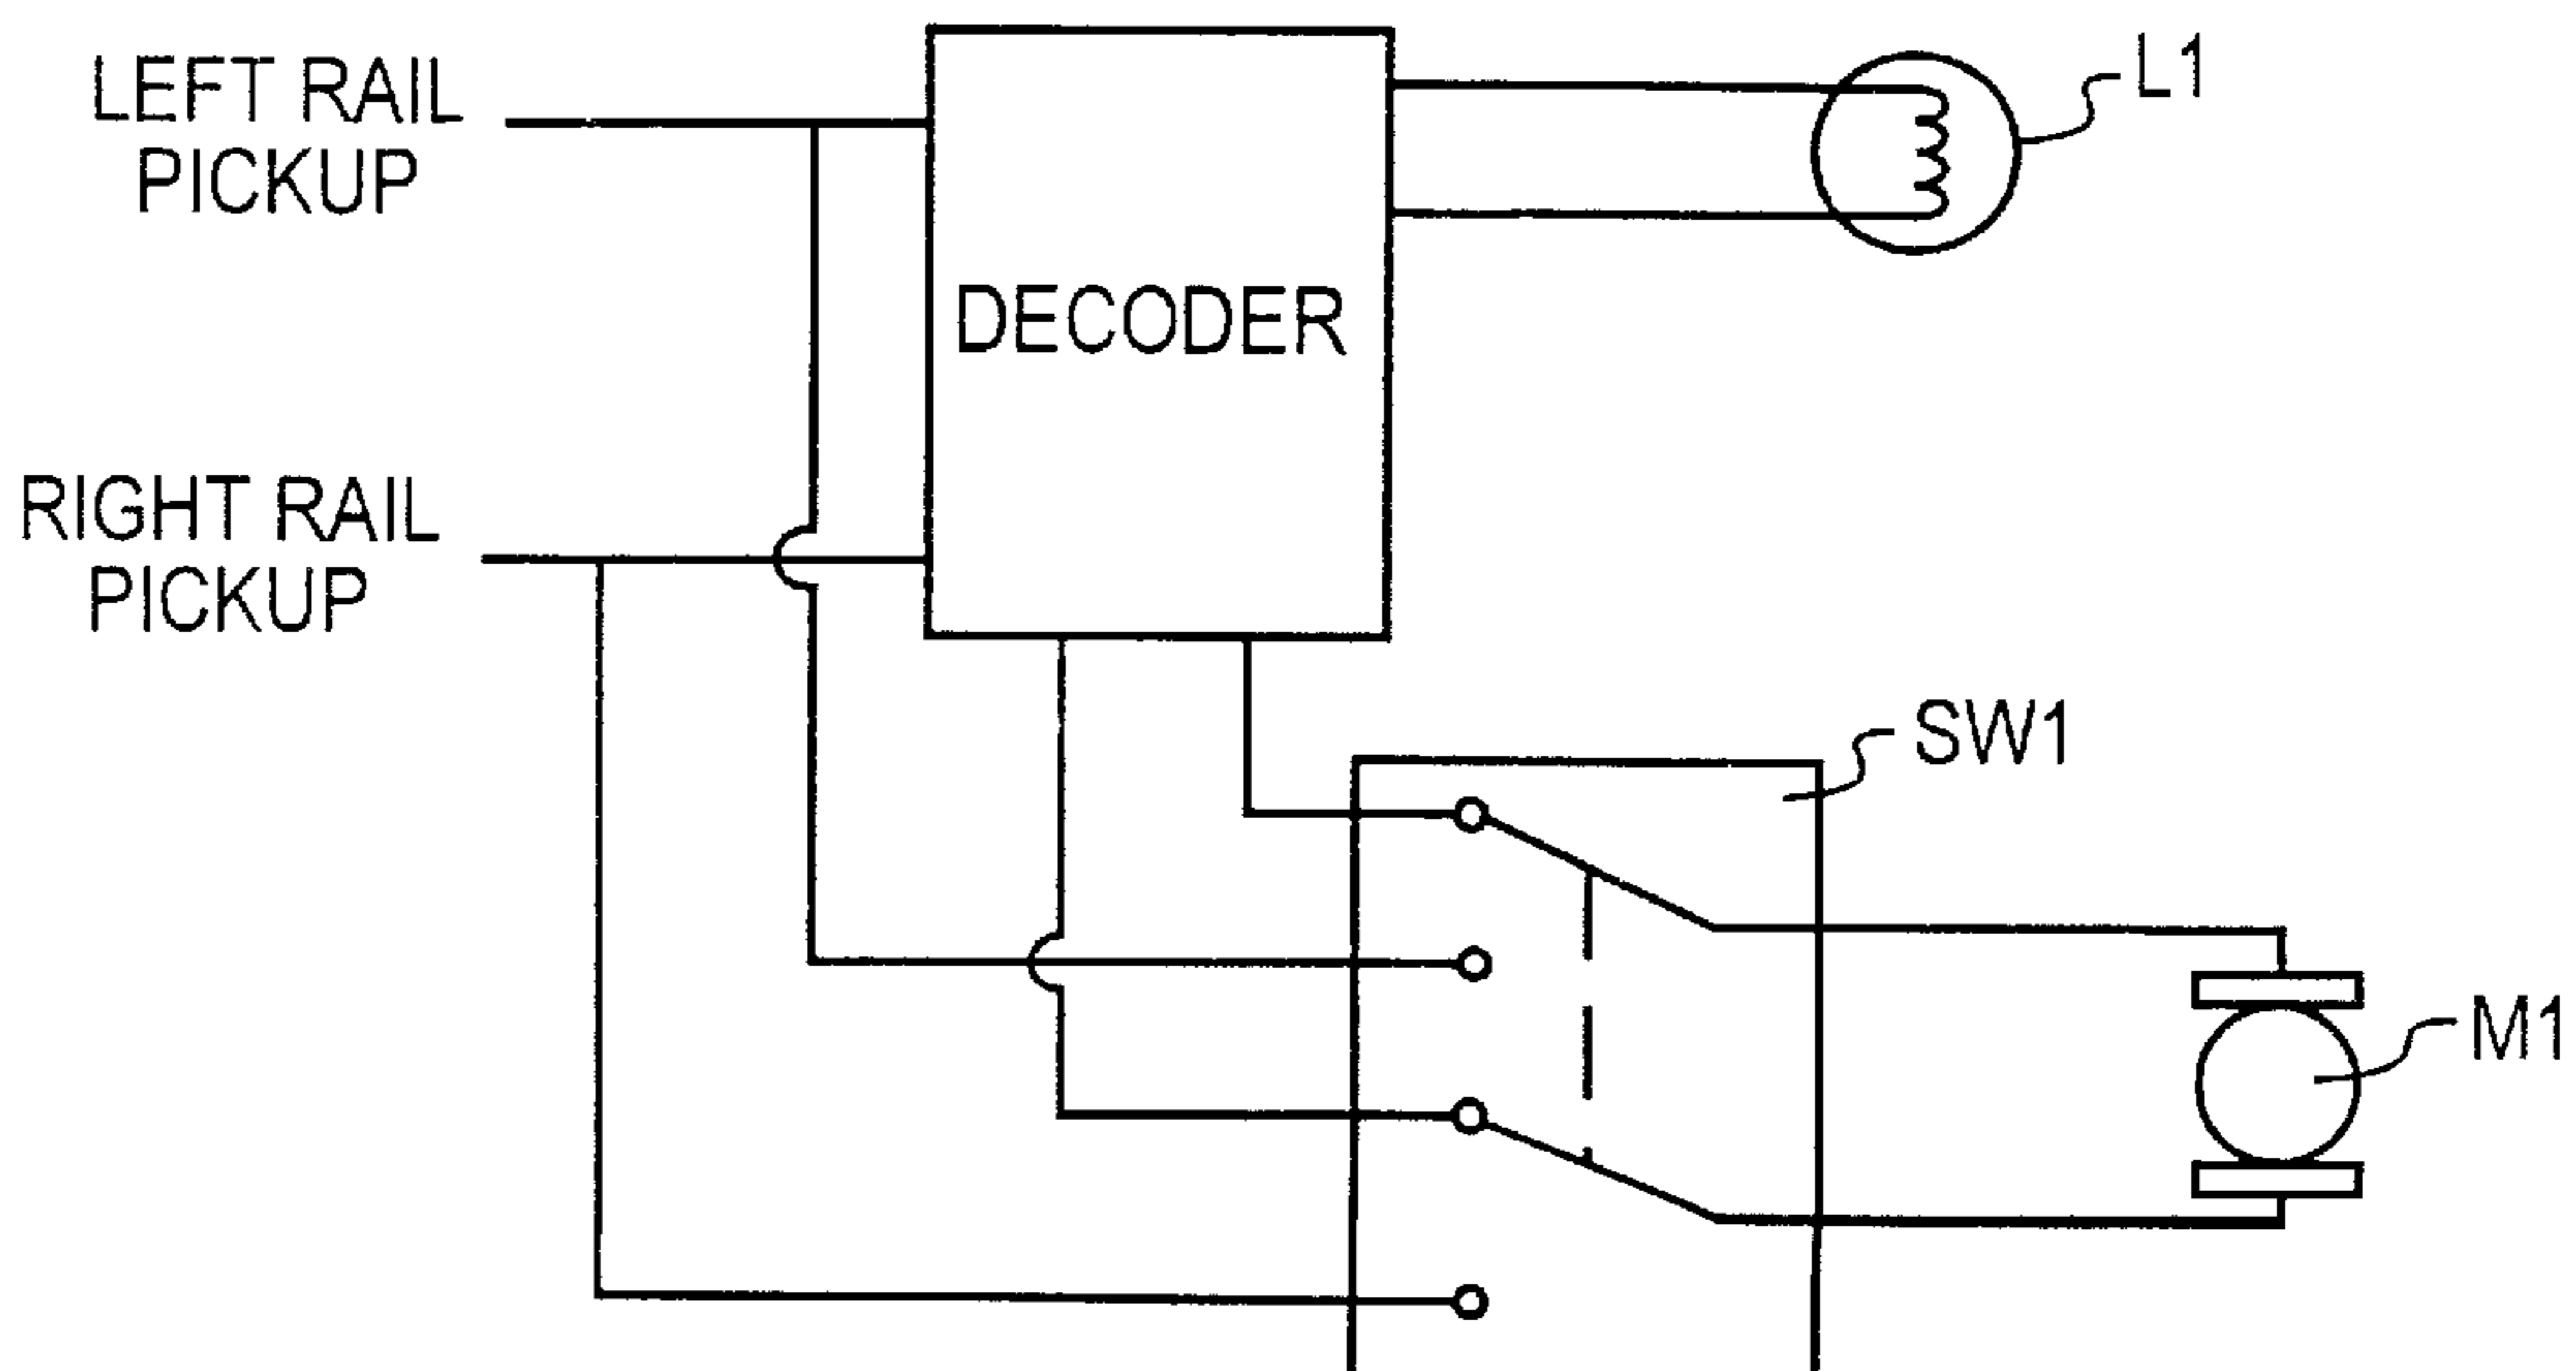 LEFT RAIL
PICKUP
L1
DECODER
RIGHT RAIL
PICKUP
SW1
M1